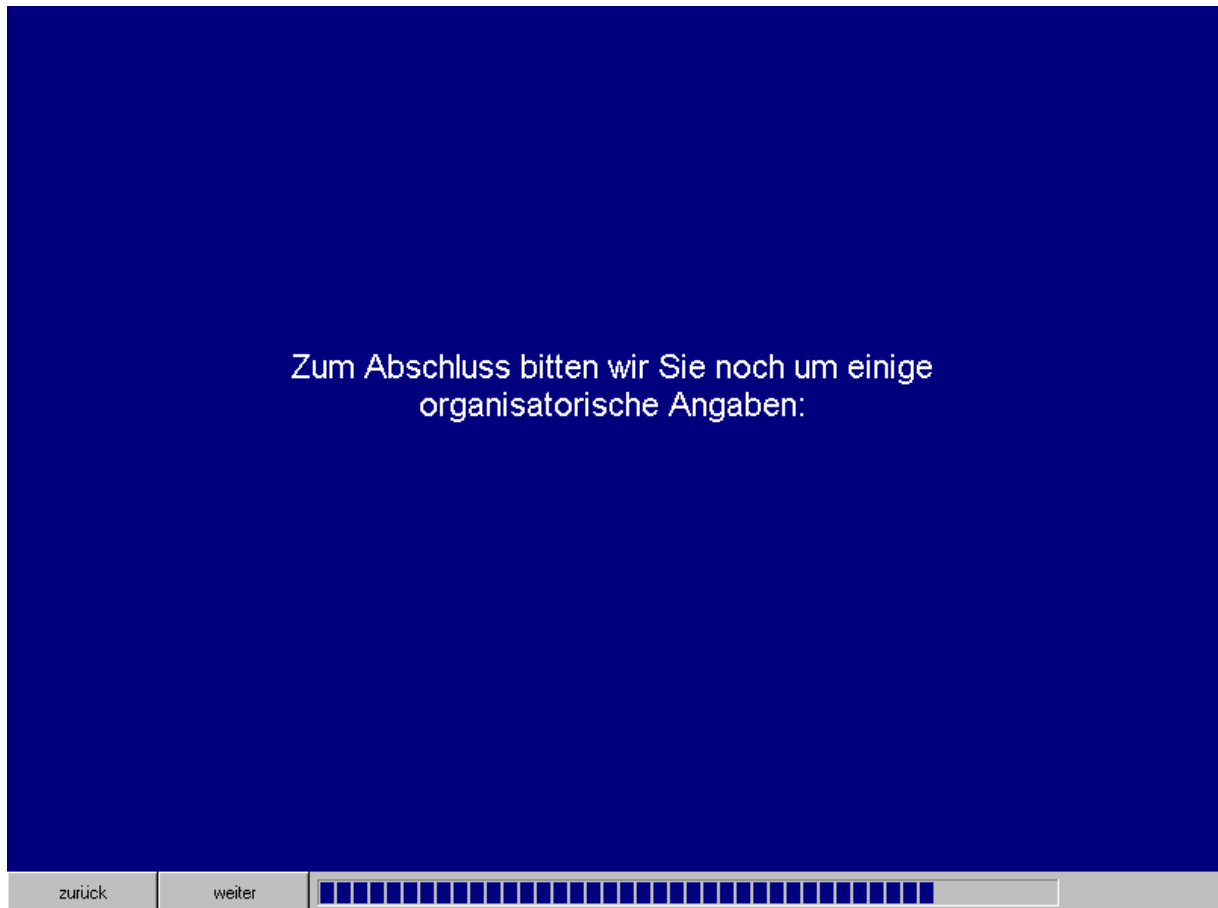 Zum Abschluss bitten wir Sie noch um einige
organisatorische Angaben:
zurück
weiter